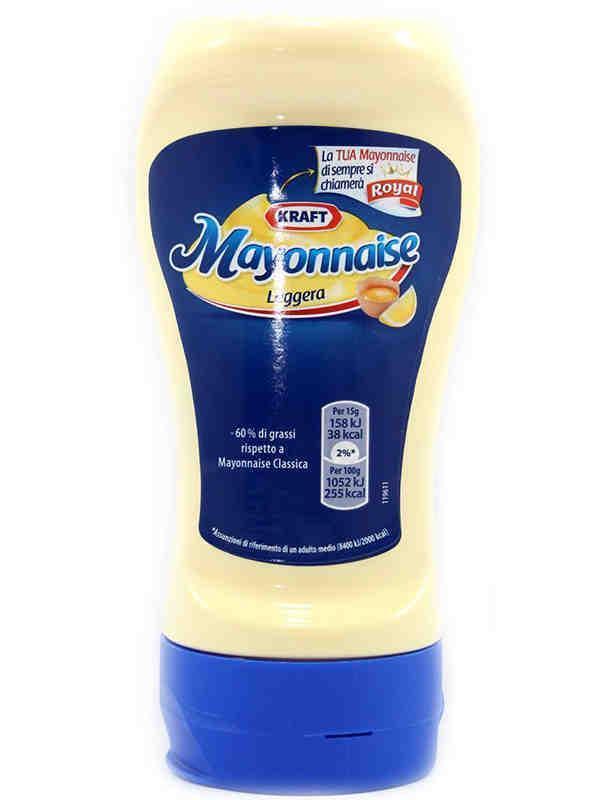 La TUA Mayonnaise
di sempre si
chiamerà Royal
KRAFT
Mayonnaise
Leggera
-60% di grassi
rispetto a
Mayonnaise Classica
Per 15g
158 kJ
38 kcal
2%*
Per 100g
1052 kJ
255 kcal
119611
*Assunzioni di riferimento di un adulto medio (8400 kJ/2000 kcal)